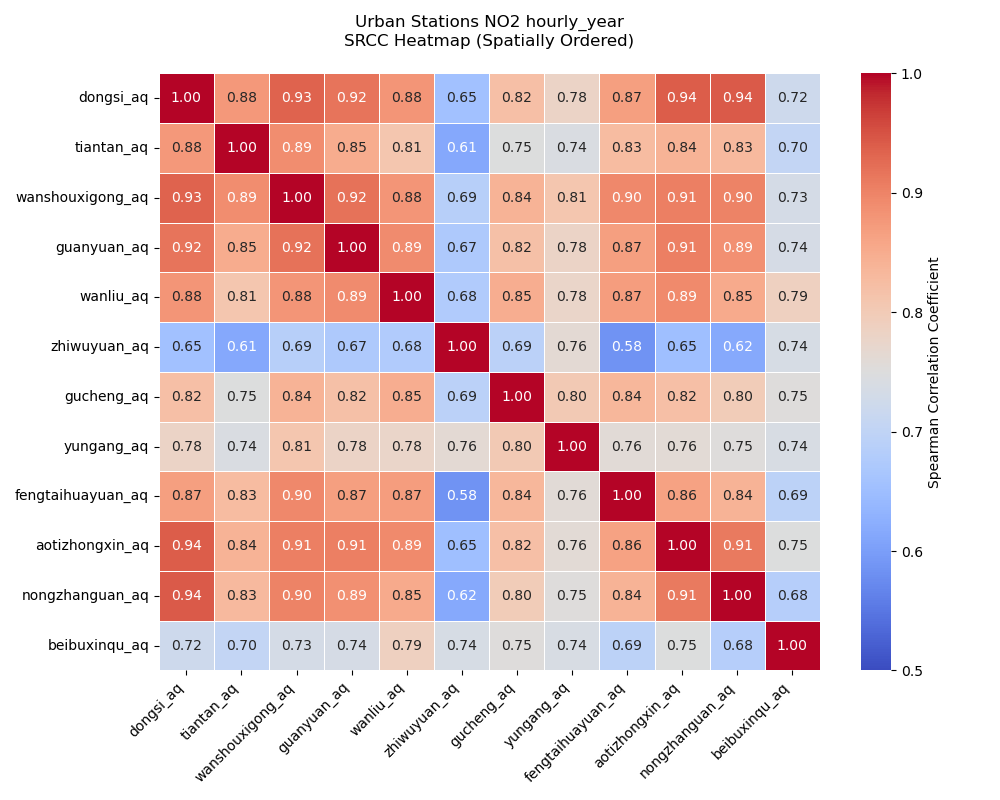 Urban Stations NO2 hourly_year
SRCC Heatmap (Spatially Ordered)
dongsi_aq 1.00 0.88 0.93 0.92 0.88 0.65 0.82 0.78 0.87 0.94 0.94 0.72
tiantan_aq 0.88 1.00 0.89 0.85 0.81 0.61 0.75 0.74 0.83 0.84 0.83 0.70
wanshouxigong_aq 0.93 0.89 1.00 0.92 0.88 0.69 0.84 0.81 0.90 0.91 0.90 0.73
guanyuan_aq 0.92 0.85 0.92 1.00 0.89 0.67 0.82 0.78 0.87 0.91 0.89 0.74
wanliu_aq 0.88 0.81 0.88 0.89 1.00 0.68 0.85 0.78 0.87 0.89 0.85 0.79
zhiwuyuan_aq 0.65 0.61 0.69 0.67 0.68 1.00 0.69 0.76 0.58 0.65 0.62 0.74
gucheng_aq 0.82 0.75 0.84 0.82 0.85 0.69 1.00 0.80 0.84 0.82 0.80 0.75
yungang_aq 0.78 0.74 0.81 0.78 0.78 0.76 0.80 1.00 0.76 0.76 0.75 0.74
fengtaihuayuan_aq 0.87 0.83 0.90 0.87 0.87 0.58 0.84 0.76 1.00 0.86 0.84 0.69
aotizhongxin_aq 0.94 0.84 0.91 0.91 0.89 0.65 0.82 0.76 0.86 1.00 0.91 0.75
nongzhanguan_aq 0.94 0.83 0.90 0.89 0.85 0.62 0.80 0.75 0.84 0.91 1.00 0.68
beibuxinqu_aq 0.72 0.70 0.73 0.74 0.79 0.74 0.75 0.74 0.69 0.75 0.68 1.00
dongsi_aq
tiantan_aq
wanshouxigong_aq
guanyuan_aq
wanliu_aq
zhiwuyuan_aq
gucheng_aq
yungang_aq
fengtaihuayuan_aq
aotizhongxin_aq
nongzhanguan_aq
beibuxinqu_aq
1.0
0.9
0.8
0.7
0.6
0.5
Spearman Correlation Coefficient